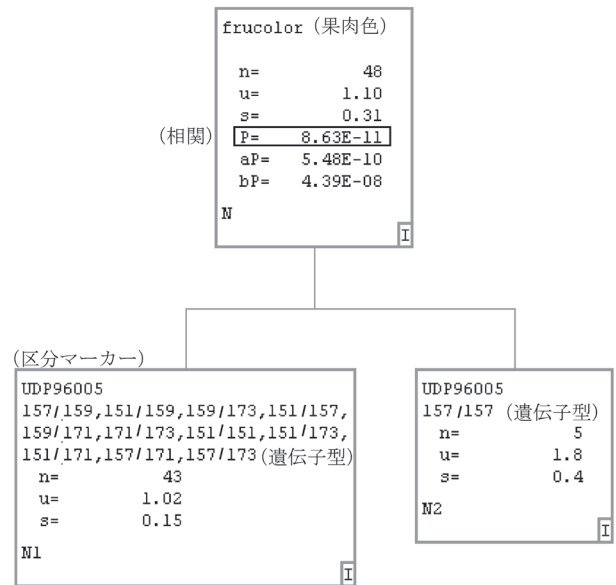 frucolor (果肉色)
n= 48
u= 1.10
s= 0.31
(相関)
P= 8.63E-11
aP= 5.48E-10
bP= 4.39E-08
N
I
(区分マーカー)
UDP96005
157/159,151/159,159/173,151/157,
159/171,171/173,151/151,151/173,
151/171,157/171,157/173(遺伝子型)
n= 43
u= 1.02
s= 0.15
N1
I
UDP96005
157/157 (遺伝子型)
n= 5
u= 1.8
s= 0.4
N2
I